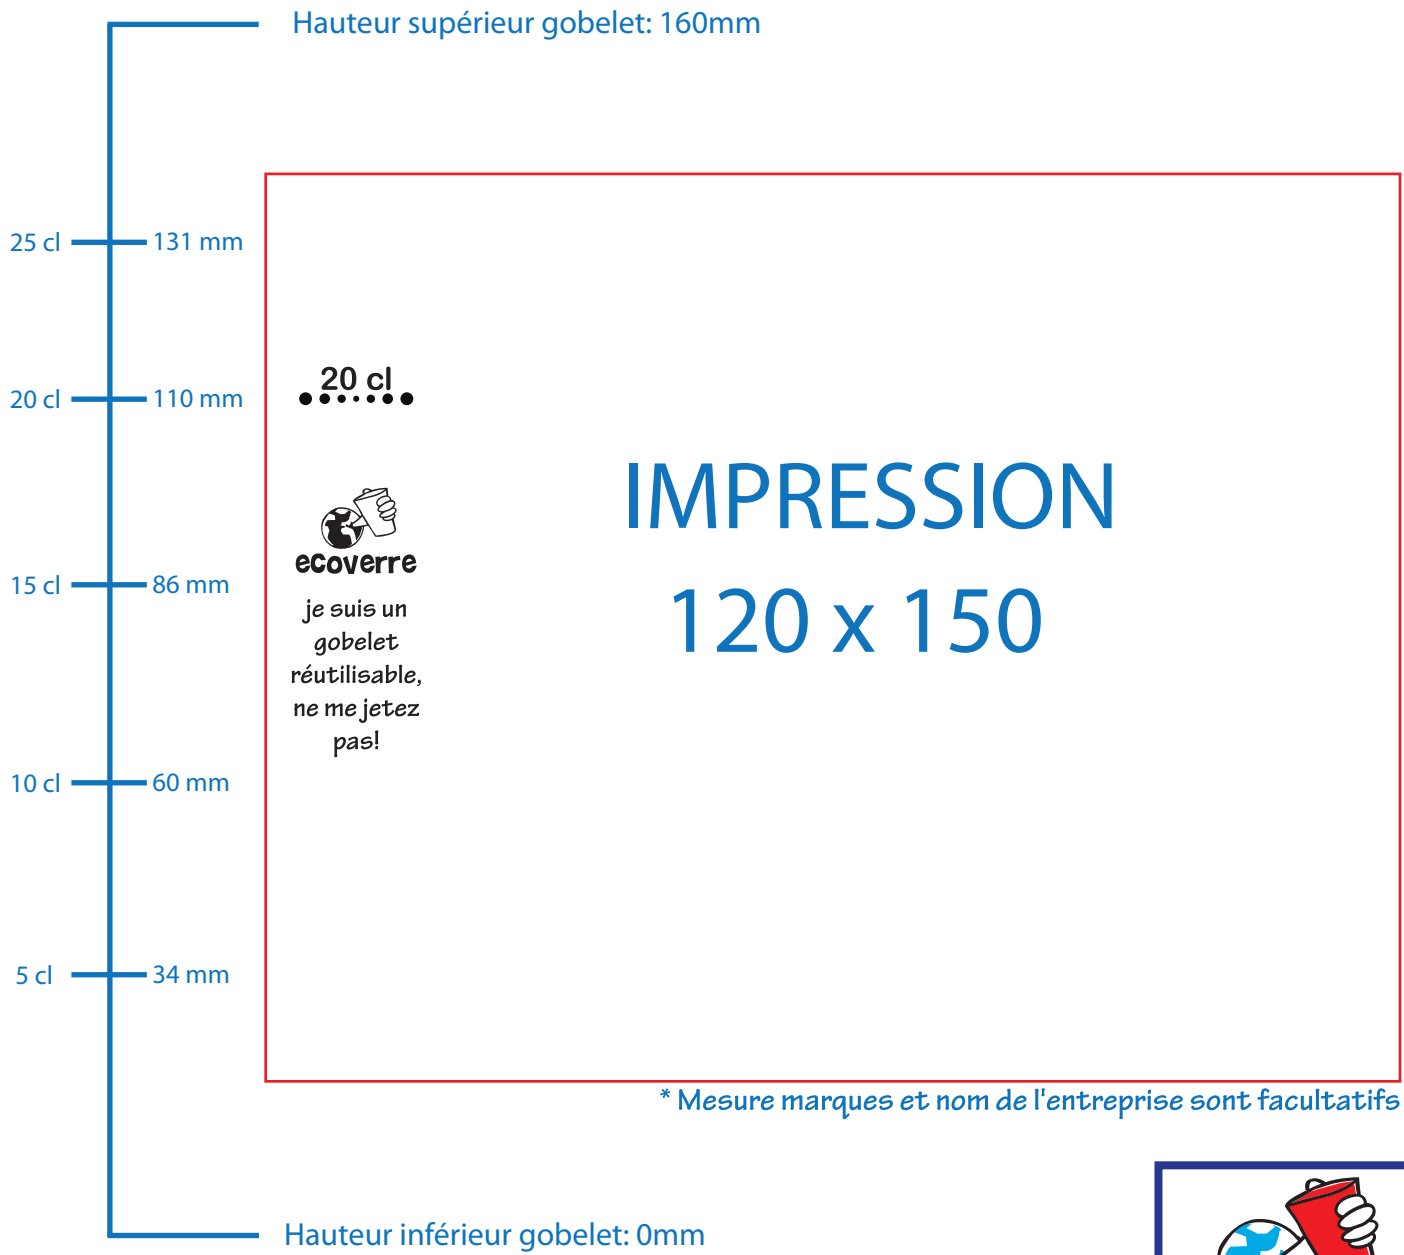 Hauteur supérieur gobelet: 160mm
25 cl 131 mm
20 cl 110 mm
20 cl
IMPRESSION
120 x 150
ecoverre
15 cl 86 mm
je suis un
gobelet
réutilisable,
ne me jetez
pas!
10 cl 60 mm
5 cl 34 mm
* Mesure marques et nom de l'entreprise sont facultatifs
Hauteur inférieur gobelet: 0mm